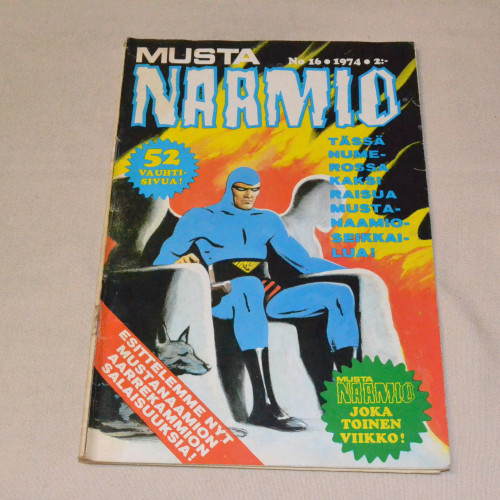 MUSTA
No 16 • 1974 • 2:-
NAAMIO
52
VAUHTI-
SIVUA!
TÄSSÄ
NUME-
ROSSA
KAKSI
RAISUA
MUSTA-
NAAMIO-
SEIKKAI-
LUA!
ESITTELEMME NYT
MUSTANAAMION
AARREKAMMION
SALAISUUKSIA!
MUSTA
NAAMIO
JOKA
TOINEN
VIIKKO!